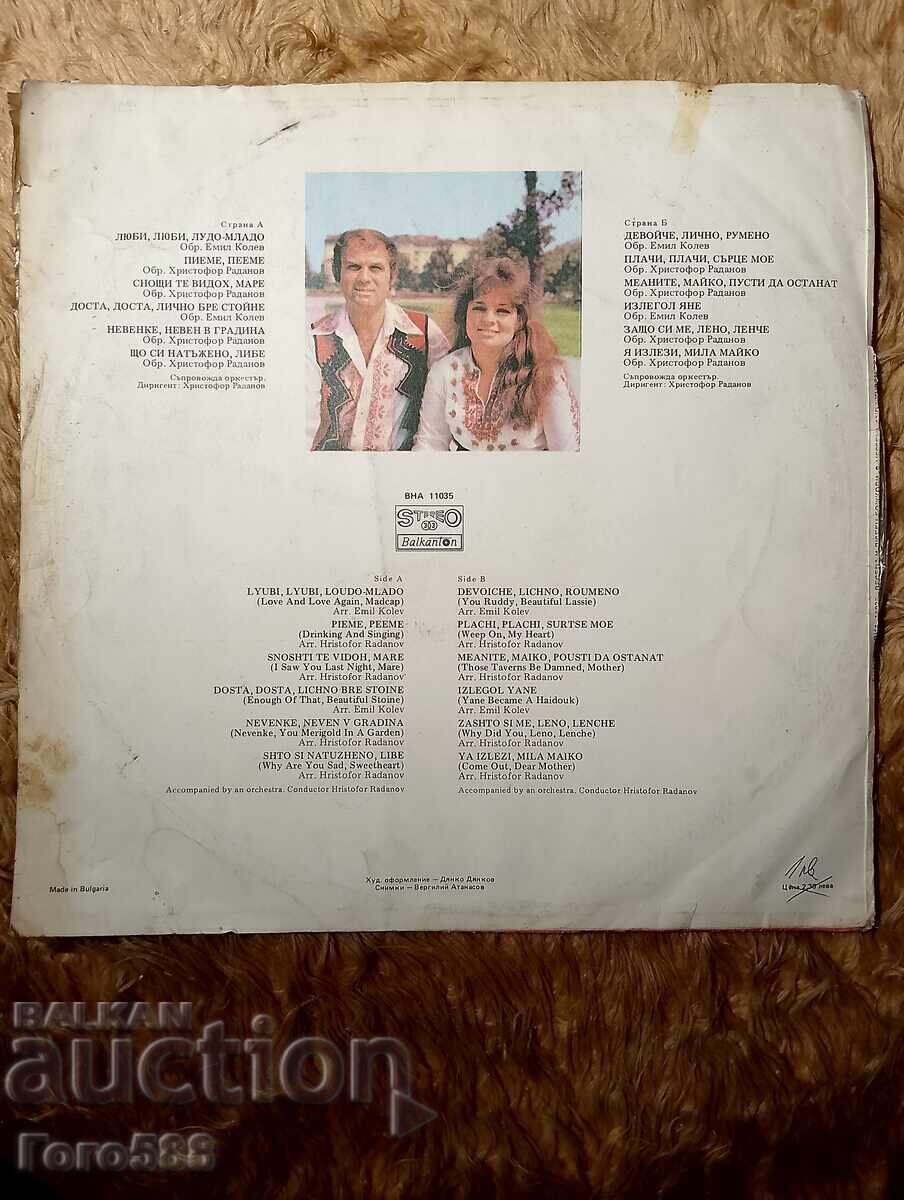 Страна А
ЛЮБИ, ЛЮБИ, ЛУДО-МЛАДО
Обр. Емил Колев
ПИЕМЕ, ПЕЕМЕ
Обр. Христофор Раданов
СНОЩИ ТЕ ВИДОХ, МАРЕ
Обр. Христофор Раданов
ДОСТА, ДОСТА, ЛИЧНО БРЕ СТОЙНЕ
Обр. Емил Колев
НЕВЕНКЕ, НЕВЕН В ГРАДИНА
Обр. Христофор Раданов
ЩО СИ НАТЪЖЕНО, ЛИБЕ
Обр. Христофор Раданов
Съпровожда оркестър.
Диригент: Христофор Раданов
Страна Б
ДЕВОЙЧЕ, ЛИЧНО, РУМЕНО
Обр. Емил Колев
ПЛАЧИ, ПЛАЧИ, СЪРЦЕ МОЕ
Обр. Христофор Раданов
МЕАНИТЕ, МАЙКО, ПУСТИ ДА ОСТАНАТ
Обр. Христофор Раданов
ИЗЛЕГОЛ ЯНЕ
Обр. Емил Колев
ЗАЩО СИ МЕ, ЛЕНО, ЛЕНЧЕ
Обр. Христофор Раданов
Я ИЗЛЕЗИ, МИЛА МАЙКО
Обр. Христофор Раданов
Съпровожда оркестър.
Диригент: Христофор Раданов
ВНА 11035
STEREO
33
Balkanton
Side A
LYUBI, LYUBI, LOUDO-MLADO
(Love And Love Again, Madcap)
Arr. Emil Kolev
PIEME, PEEME
(Drinking And Singing)
Arr. Hristofor Radanov
SNOSHTI TE VIDOH, MARE
(I Saw You Last Night, Mare)
Arr. Hristofor Radanov
DOSTA, DOSTA, LICHNO BRE STOINE
(Enough Of That, Beautiful Stoine)
Arr. Emil Kolev
NEVENKE, NEVEN V GRADINA
(Nevenke, You Merigold In A Garden)
Arr. Hristofor Radanov
SHTO SI NATUZHENO, LIBE
(Why Are You Sad, Sweetheart)
Arr. Hristofor Radanov
Accompanied by an orchestra. Conductor Hristofor Radanov
Side B
DEVOICHE, LICHNO, ROUMENO
(You Ruddy, Beautiful Lassie)
Arr. Emil Kolev
PLACHI, PLACHI, SURTSE MOE
(Weep On, My Heart)
Arr. Hristofor Radanov
MEANITE, MAIKO, POUSTI DA OSTANAT
(Those Taverns Be Damned, Mother)
Arr. Hristofor Radanov
IZLEGOL YANE
(Yane Became A Haidouk)
Arr. Emil Kolev
ZASHTO SI ME, LENO, LENCHE
(Why Did You, Leno, Lenche)
Arr. Hristofor Radanov
YA IZLEZI, MILA MAIKO
(Come Out, Dear Mother)
Arr. Hristofor Radanov
Accompanied by an orchestra. Conductor Hristofor Radanov
Made in Bulgaria
Худ. оформление — Дянко Дянков
Снимки — Вергилий Атанасов
1 лв
Цена лева
BALKAN
auction
Гого588